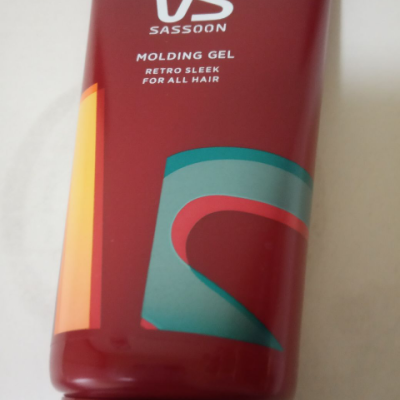 VS
SASSOON
MOLDING GEL
RETRO SLEEK
FOR ALL HAIR